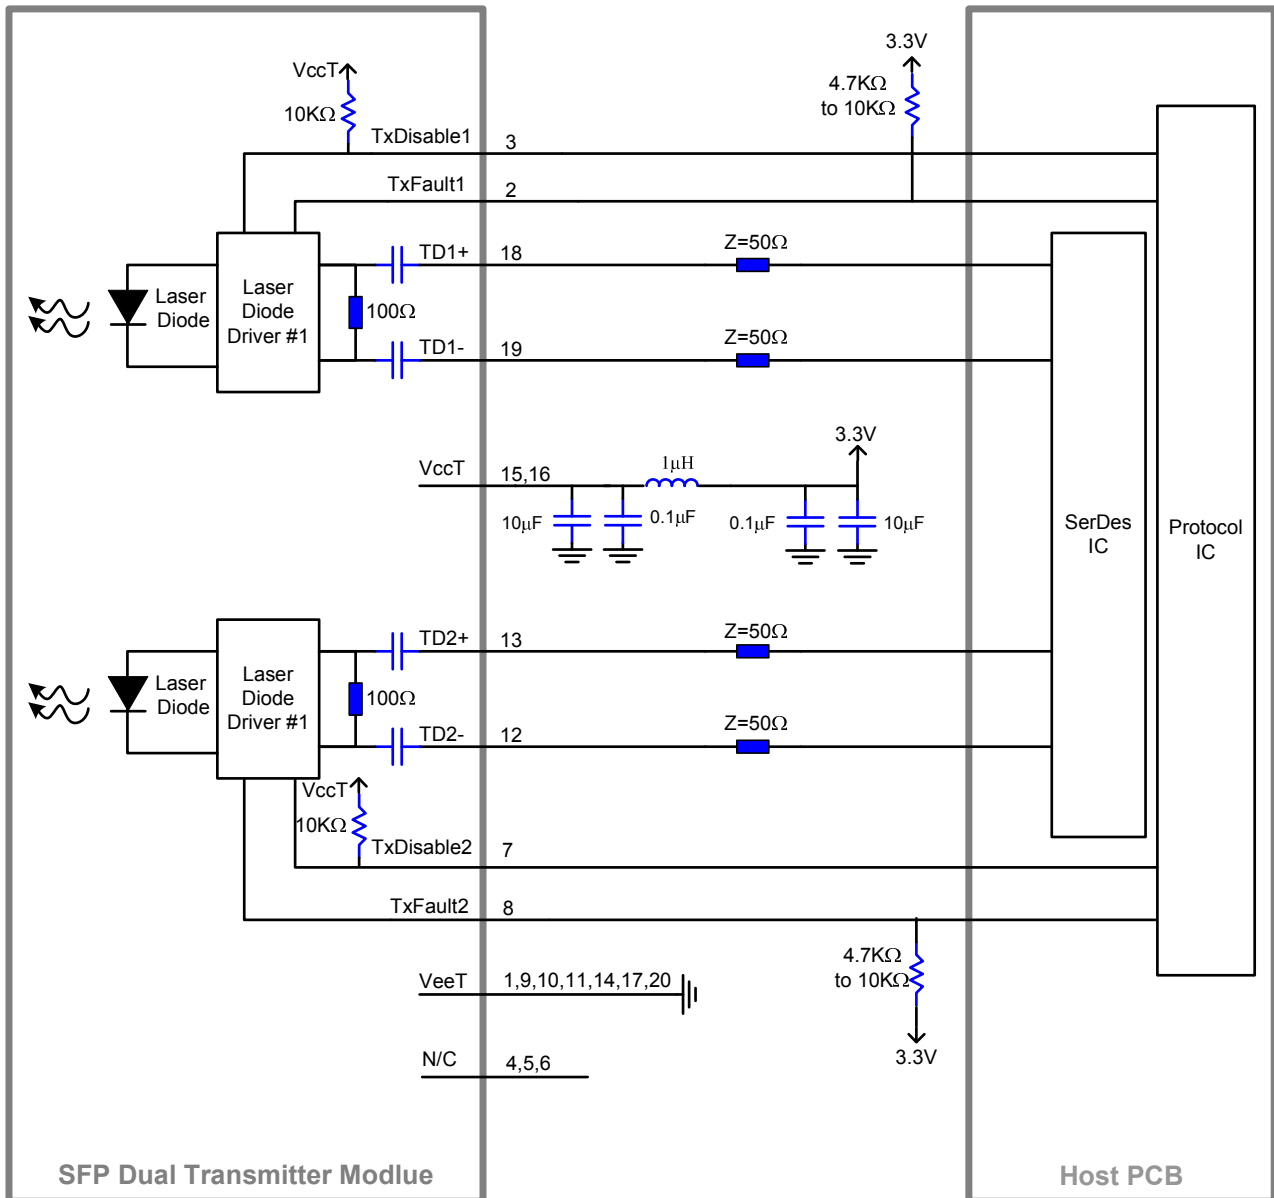 3.3V
VccT
4.7KΩ
to 10KΩ
10KΩ
TxDisable1
3
TxFault1
2
Z=50Ω
TD1+
18
Laser
Diode
Laser
Diode
Driver #1
100Ω
Z=50Ω
TD1-
19
3.3V
1μH
VccT
15,16
10μF
0.1μF
0.1μF
10μF
SerDes
IC
Protocol
IC
Z=50Ω
TD2+
13
Laser
Diode
Laser
Diode
Driver #1
100Ω
Z=50Ω
TD2-
12
VccT
10KΩ
TxDisable2
7
TxFault2
8
4.7KΩ
to 10KΩ
VeeT
1,9,10,11,14,17,20
3.3V
N/C
4,5,6
SFP Dual Transmitter Modlue
Host PCB